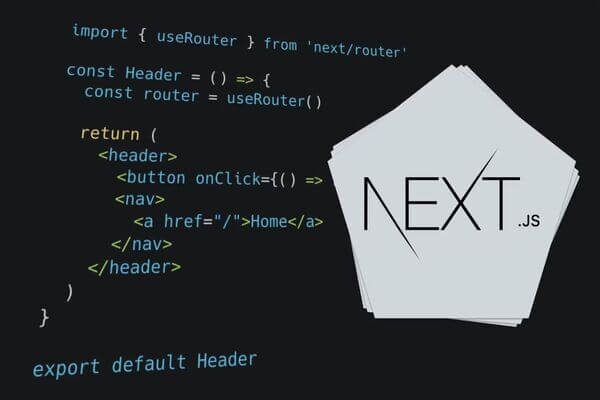 import { useRouter } from 'next/router'
const Header = () => {
const router = useRouter()
return (
<header>
<button onClick={() =>
<nav>
<a href="/">Home</a>
</nav>
</header>
)
}
export default Header
NEXT.JS